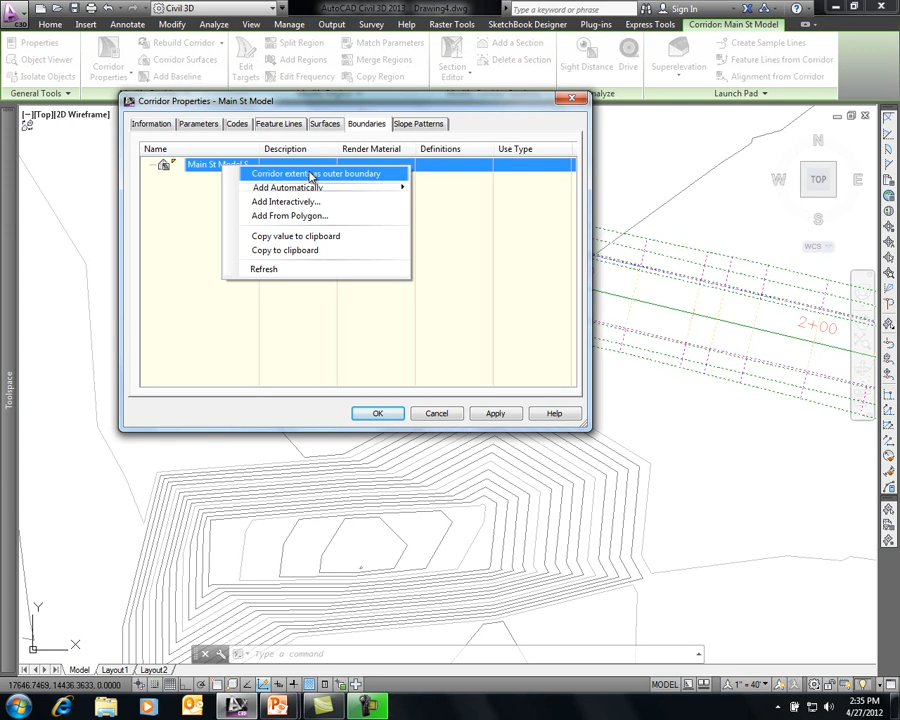 Civil 3D
AutoCAD Civil 3D 2013 Drawing4.dwg
Type a keyword or phrase
Sign In
Home Insert Annotate Modify Analyze View Manage Output Survey Raster Tools SketchBook Designer Plug-ins Express Tools Corridor: Main St Model
Properties
Object Viewer
Isolate Objects
Corridor Properties
Rebuild Corridor
Corridor Surfaces
Add Baseline
Edit Targets
Split Region
Add Regions
Edit Frequency
Match Parameters
Merge Regions
Copy Region
Section Editor
Add a Section
Delete a Section
Sight Distance
Drive
Superelevation
Create Sample Lines
Feature Lines from Corridor
Alignment from Corridor
General Tools
Launch Pad
Corridor Properties - Main St Model
Information Parameters Codes Feature Lines Surfaces Boundaries Slope Patterns
Name Description Render Material Definitions Use Type
Main St Model S
Corridor extents as outer boundary
Add Automatically
Add Interactively...
Add From Polygon...
Copy value to clipboard
Copy to clipboard
Refresh
OK Cancel Apply Help
[−][Top][2D Wireframe]
N
W TOP E
S
WCS
2+00
Toolspace
Y
X
Type a command
Model Layout1 Layout2
17646.7469, 14436.3633, 0.0000
MODEL
1" = 40'
2:35 PM
4/27/2012